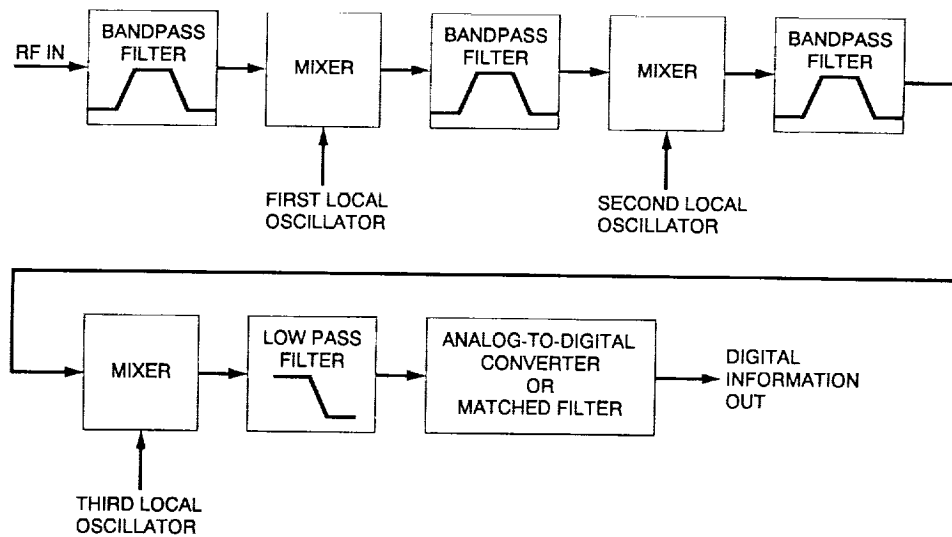 RF IN
BANDPASS
FILTER
MIXER
BANDPASS
FILTER
MIXER
BANDPASS
FILTER
FIRST LOCAL
OSCILLATOR
SECOND LOCAL
OSCILLATOR
MIXER
LOW PASS
FILTER
ANALOG-TO-DIGITAL
CONVERTER
OR
MATCHED FILTER
DIGITAL
INFORMATION
OUT
THIRD LOCAL
OSCILLATOR